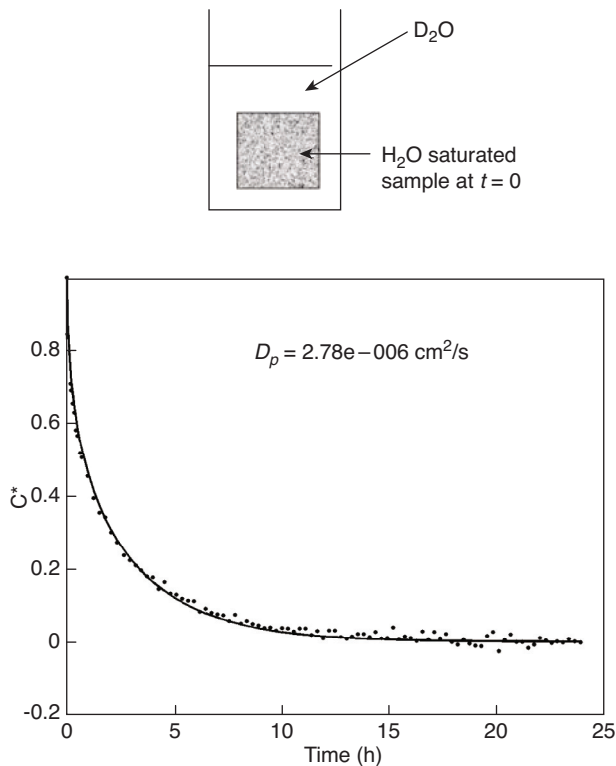 D₂O
H₂O saturated
sample at t = 0
Dₚ = 2.78e−006 cm²/s
0.8
0.6
0.4
0.2
0
-0.2
C*
0 5 10 15 20 25
Time (h)